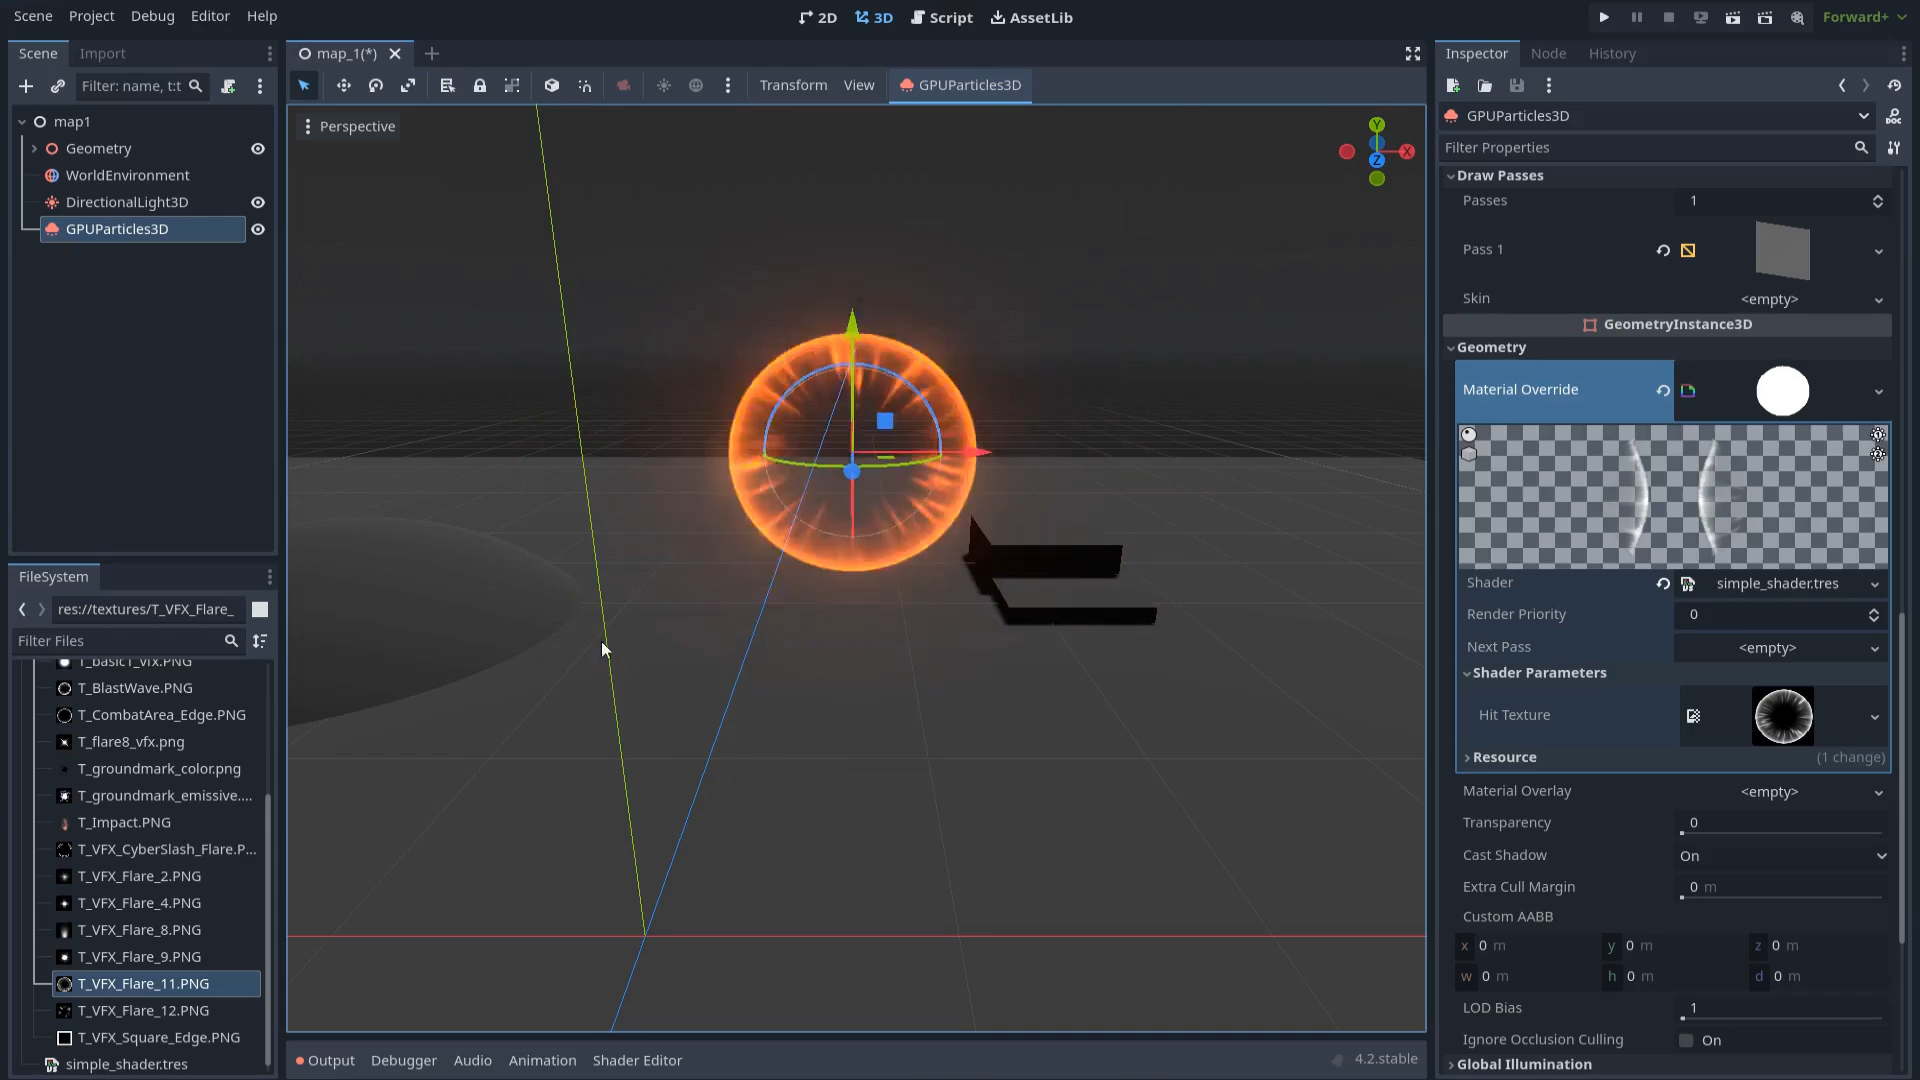 Scene Project Debug Editor Help
2D 3D Script AssetLib
Forward+
Scene Import
Filter: name, t:t
map1
Geometry
WorldEnvironment
DirectionalLight3D
GPUParticles3D
FileSystem
res://textures/T_VFX_Flare_
Filter Files
T_basic1_vfx.PNG
T_BlastWave.PNG
T_CombatArea_Edge.PNG
T_flare8_vfx.png
T_groundmark_color.png
T_groundmark_emissive....
T_Impact.PNG
T_VFX_CyberSlash_Flare.P...
T_VFX_Flare_2.PNG
T_VFX_Flare_4.PNG
T_VFX_Flare_8.PNG
T_VFX_Flare_9.PNG
T_VFX_Flare_11.PNG
T_VFX_Flare_12.PNG
T_VFX_Square_Edge.PNG
simple_shader.tres
map_1(*)
Transform View GPUParticles3D
Perspective
Y
X
Z
Output Debugger Audio Animation Shader Editor
4.2.stable
Inspector Node History
GPUParticles3D
Filter Properties
Draw Passes
Passes 1
Pass 1
Skin <empty>
GeometryInstance3D
Geometry
Material Override
Shader simple_shader.tres
Render Priority 0
Next Pass <empty>
Shader Parameters
Hit Texture
Resource (1 change)
Material Overlay <empty>
Transparency 0
Cast Shadow On
Extra Cull Margin 0 m
Custom AABB
x 0 m y 0 m z 0 m
w 0 m h 0 m d 0 m
LOD Bias 1
Ignore Occlusion Culling On
Global Illumination